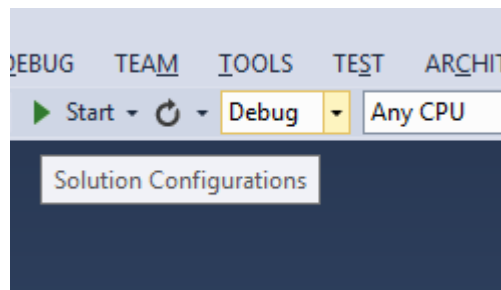 DEBUG TEAM TOOLS TEST ARCHIT
Start Debug Any CPU
Solution Configurations